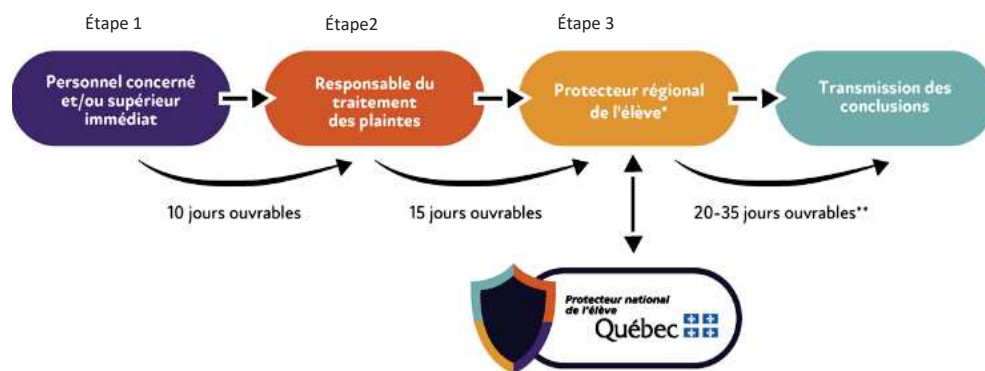 Étape 1
Étape2
Étape 3
Personnel concerné
et/ou supérieur
immédiat
Responsable du
traitement
des plaintes
Protecteur régional
de l'élève*
Transmission des
conclusions
10 jours ouvrables
15 jours ouvrables
20-35 jours ouvrables**
Protecteur national
de l'élève
Québec